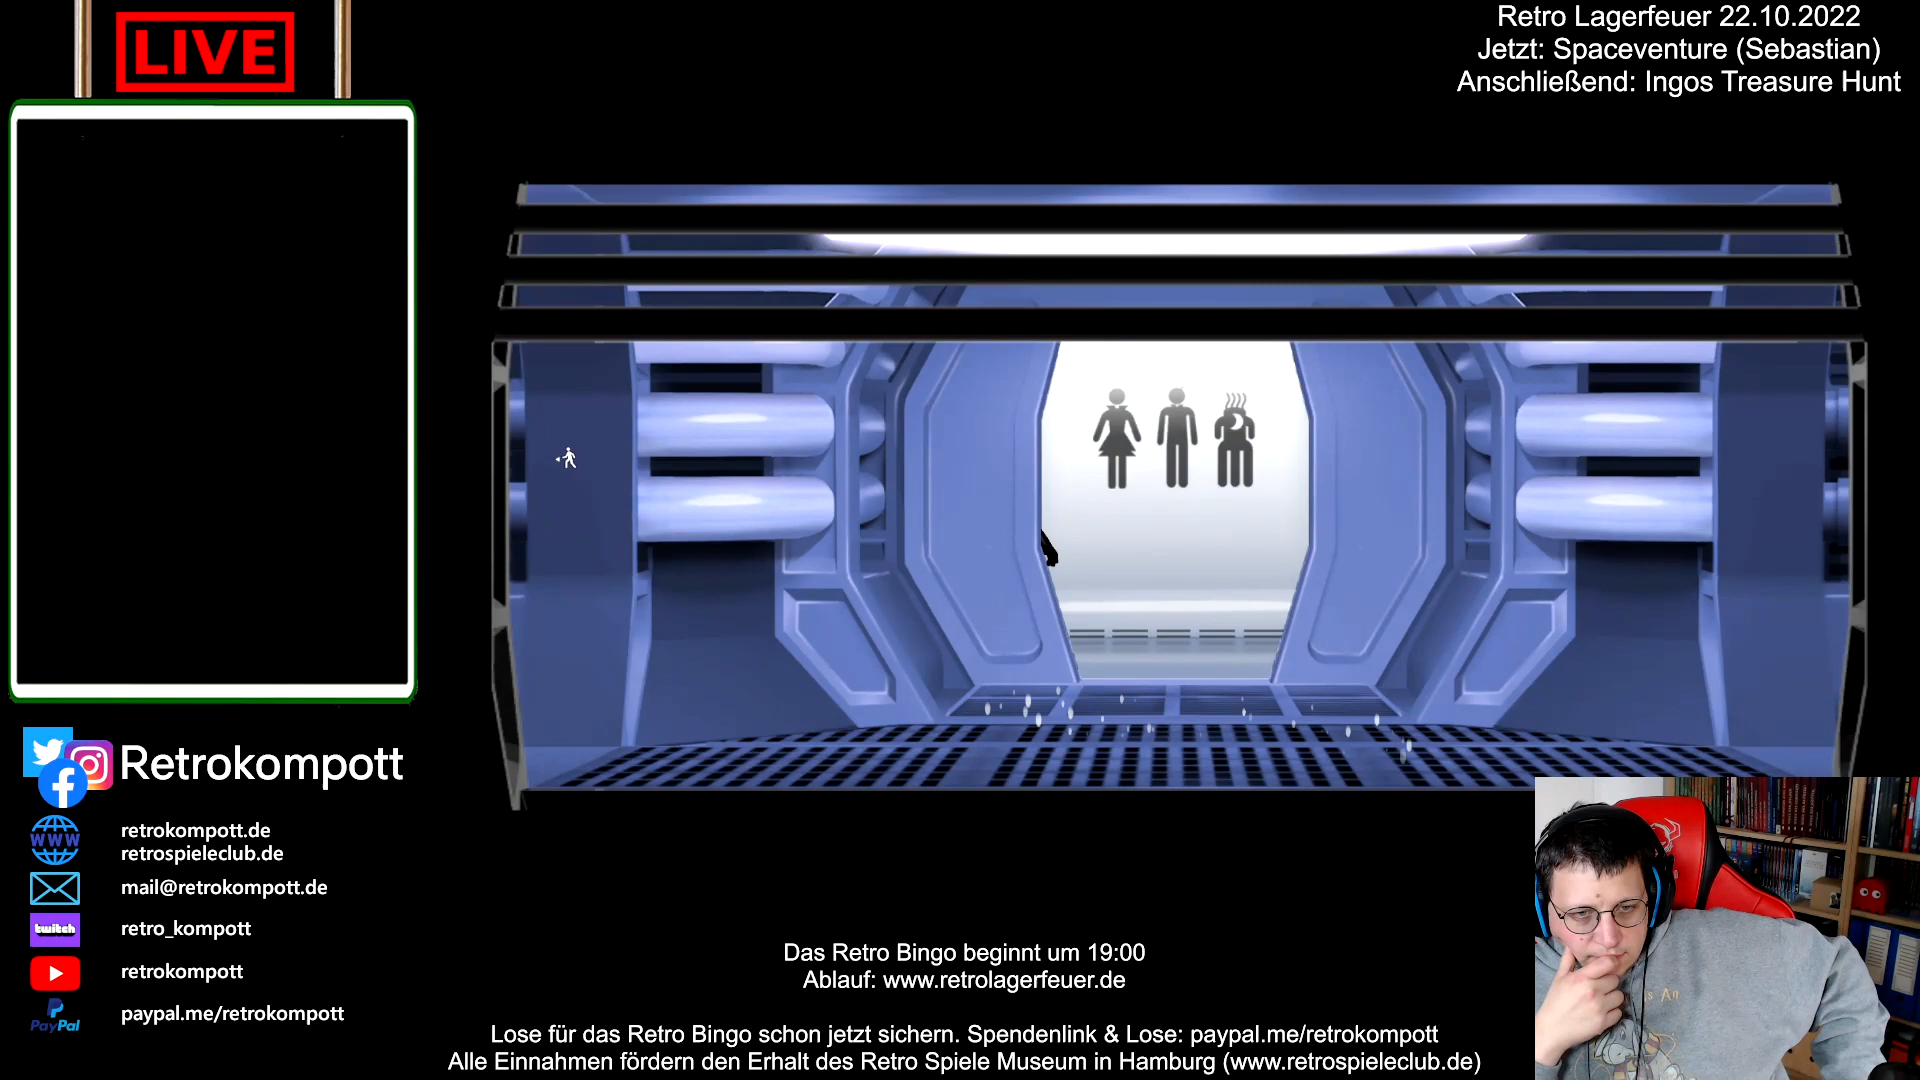 LIVE
Retro Lagerfeuer 22.10.2022
Jetzt: Spaceventure (Sebastian)
Anschließend: Ingos Treasure Hunt
Retrokompott
www
retrokompott.de
retrospieleclub.de
mail@retrokompott.de
twitch
retro_kompott
retrokompott
PayPal
paypal.me/retrokompott
Das Retro Bingo beginnt um 19:00
Ablauf: www.retrolagerfeuer.de
Lose für das Retro Bingo schon jetzt sichern. Spendenlink & Lose: paypal.me/retrokompott
Alle Einnahmen fördern den Erhalt des Retro Spiele Museum in Hamburg (www.retrospieleclub.de)